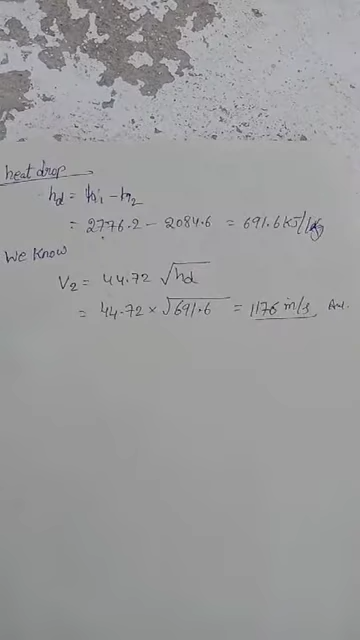 heat drop
hd = h1 - h2
= 2776.2 - 2084.6 = 691.6 KJ/kg
We Know
V2 = 44.72 √hd
= 44.72 × √691.6 = 1176 m/s Ans.